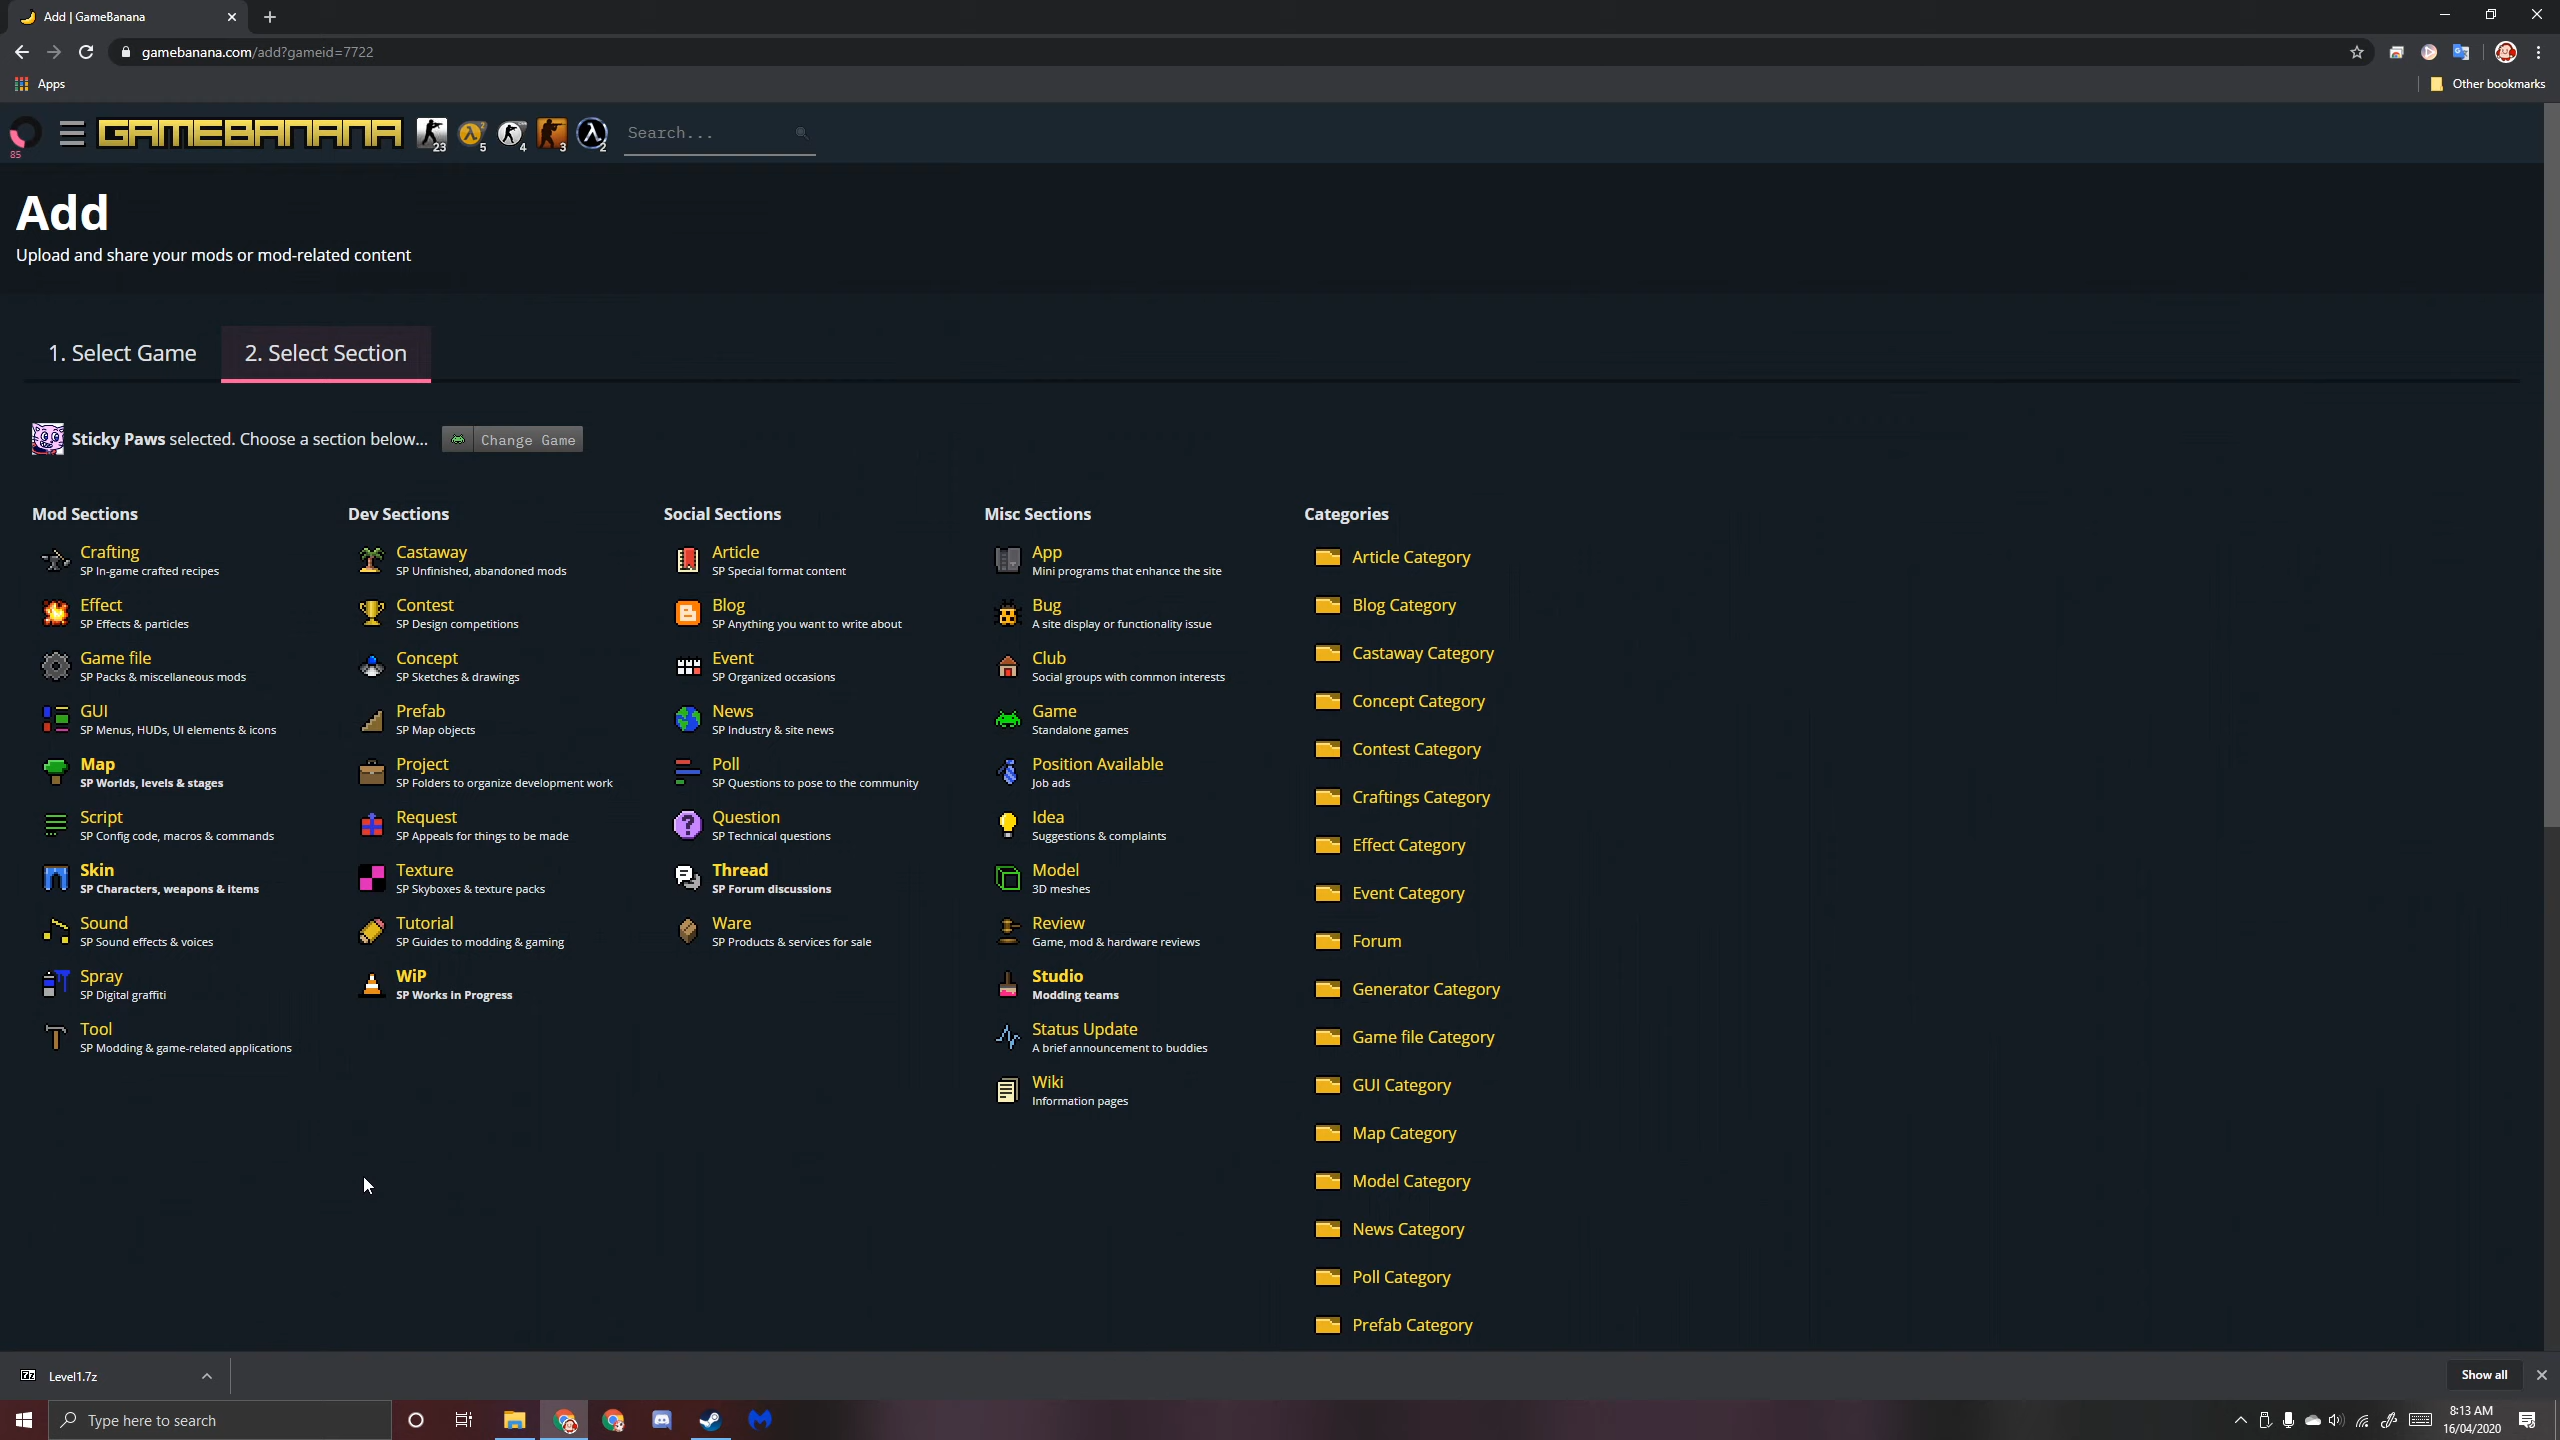 Add | GameBanana
gamebanana.com/add?gameid=7722
Apps
Other bookmarks
85
GAMEBANANA
23
5
4
3
2
Search...
Add
Upload and share your mods or mod-related content
1. Select Game
2. Select Section
Sticky Paws selected. Choose a section below...
Change Game
Mod Sections
Crafting
SP In-game crafted recipes
Effect
SP Effects & particles
Game file
SP Packs & miscellaneous mods
GUI
SP Menus, HUDs, UI elements & icons
Map
SP Worlds, levels & stages
Script
SP Config code, macros & commands
Skin
SP Characters, weapons & items
Sound
SP Sound effects & voices
Spray
SP Digital graffiti
Tool
SP Modding & game-related applications
Dev Sections
Castaway
SP Unfinished, abandoned mods
Contest
SP Design competitions
Concept
SP Sketches & drawings
Prefab
SP Map objects
Project
SP Folders to organize development work
Request
SP Appeals for things to be made
Texture
SP Skyboxes & texture packs
Tutorial
SP Guides to modding & gaming
WiP
SP Works In Progress
Social Sections
Article
SP Special format content
Blog
SP Anything you want to write about
Event
SP Organized occasions
News
SP Industry & site news
Poll
SP Questions to pose to the community
Question
SP Technical questions
Thread
SP Forum discussions
Ware
SP Products & services for sale
Misc Sections
App
Mini programs that enhance the site
Bug
A site display or functionality issue
Club
Social groups with common interests
Game
Standalone games
Position Available
Job ads
Idea
Suggestions & complaints
Model
3D meshes
Review
Game, mod & hardware reviews
Studio
Modding teams
Status Update
A brief announcement to buddies
Wiki
Information pages
Categories
Article Category
Blog Category
Castaway Category
Concept Category
Contest Category
Craftings Category
Effect Category
Event Category
Forum
Generator Category
Game file Category
GUI Category
Map Category
Model Category
News Category
Poll Category
Prefab Category
Level1.7z
Show all
Type here to search
8:13 AM
16/04/2020